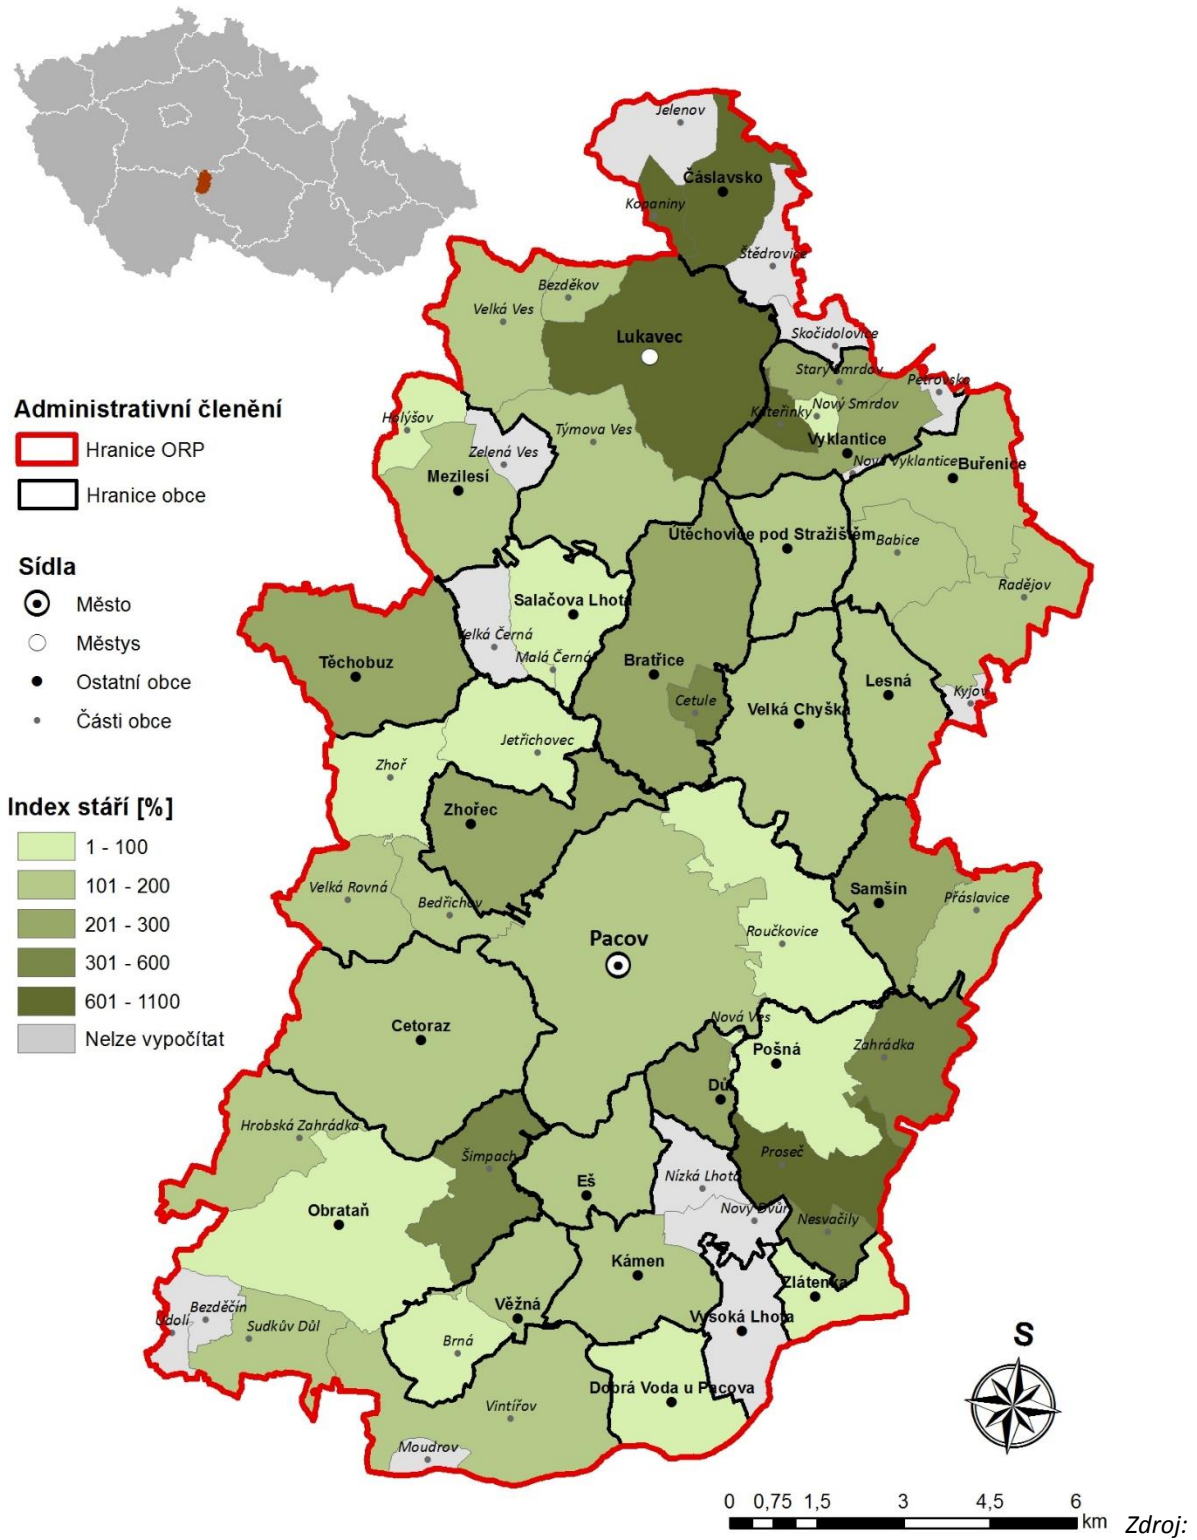 Jelenov
Čáslavsko
Kopaniny
Štědrovice
Bezděkov
Velká Ves
Lukavec
Skočidolovice
Starý Smrdov
Petrovsko
Holýšov
Týmova Ves
Kateřinky
Nový Smrdov
Zelená Ves
Vyklantice
Nové Vyklantice
Buřenice
Mezilesí
Útěchovice pod Stražištěm
Babice
Radějov
Salačova Lhota
Velká Černá
Malá Černá
Těchobuz
Bratřice
Cetule
Velká Chyška
Lesná
Kyjov
Jetřichovec
Zhoř
Zhořec
Velká Rovná
Bedřichov
Samšín
Přáslavice
Roučkovice
Pacov
Cetoraz
Nová Ves
Pošná
Zahrádka
Důl
Hrobská Zahrádka
Šimpach
Proseč
Eš
Nízká Lhota
Nový Dvůr
Nesvačily
Obrataň
Kámen
Zlátenka
Věžná
Vysoká Lhota
Bezděčín
Údolí
Sudkův Důl
Brná
Dobrá Voda u Pacova
Vintířov
Moudrov
Administrativní členění
Hranice ORP
Hranice obce
Sídla
Město
Městys
Ostatní obce
Části obce
Index stáří [%]
1 - 100
101 - 200
201 - 300
301 - 600
601 - 1100
Nelze vypočítat
S
0 0,75 1,5 3 4,5 6
km
Zdroj: